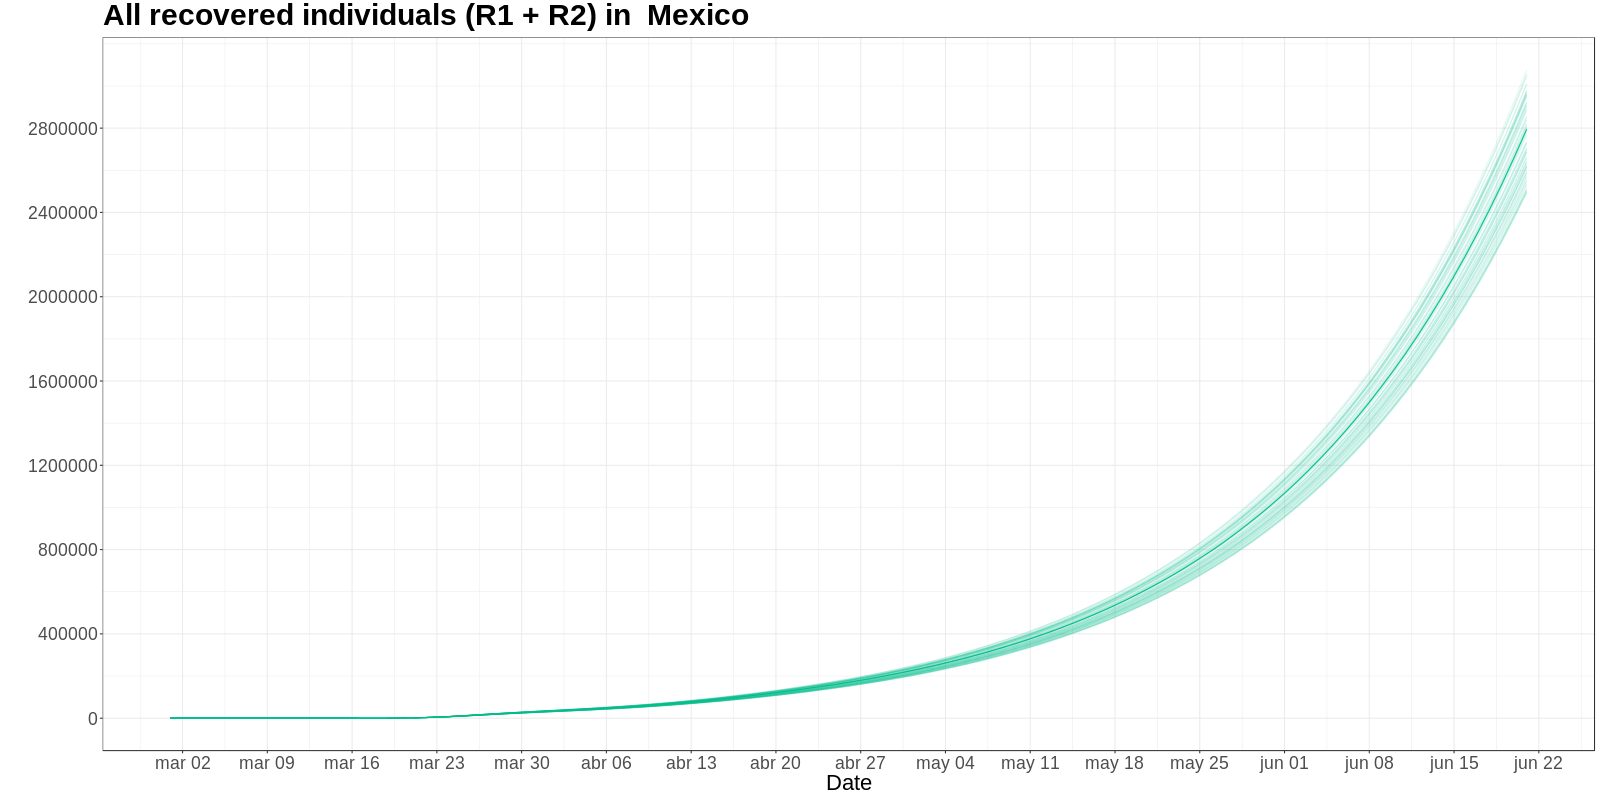 All recovered individuals (R1 + R2) in  Mexico
2800000
2400000
2000000
1600000
1200000
800000
400000
0
mar 02 mar 09 mar 16 mar 23 mar 30 abr 06 abr 13 abr 20 abr 27 may 04 may 11 may 18 may 25 jun 01 jun 08 jun 15 jun 22
Date